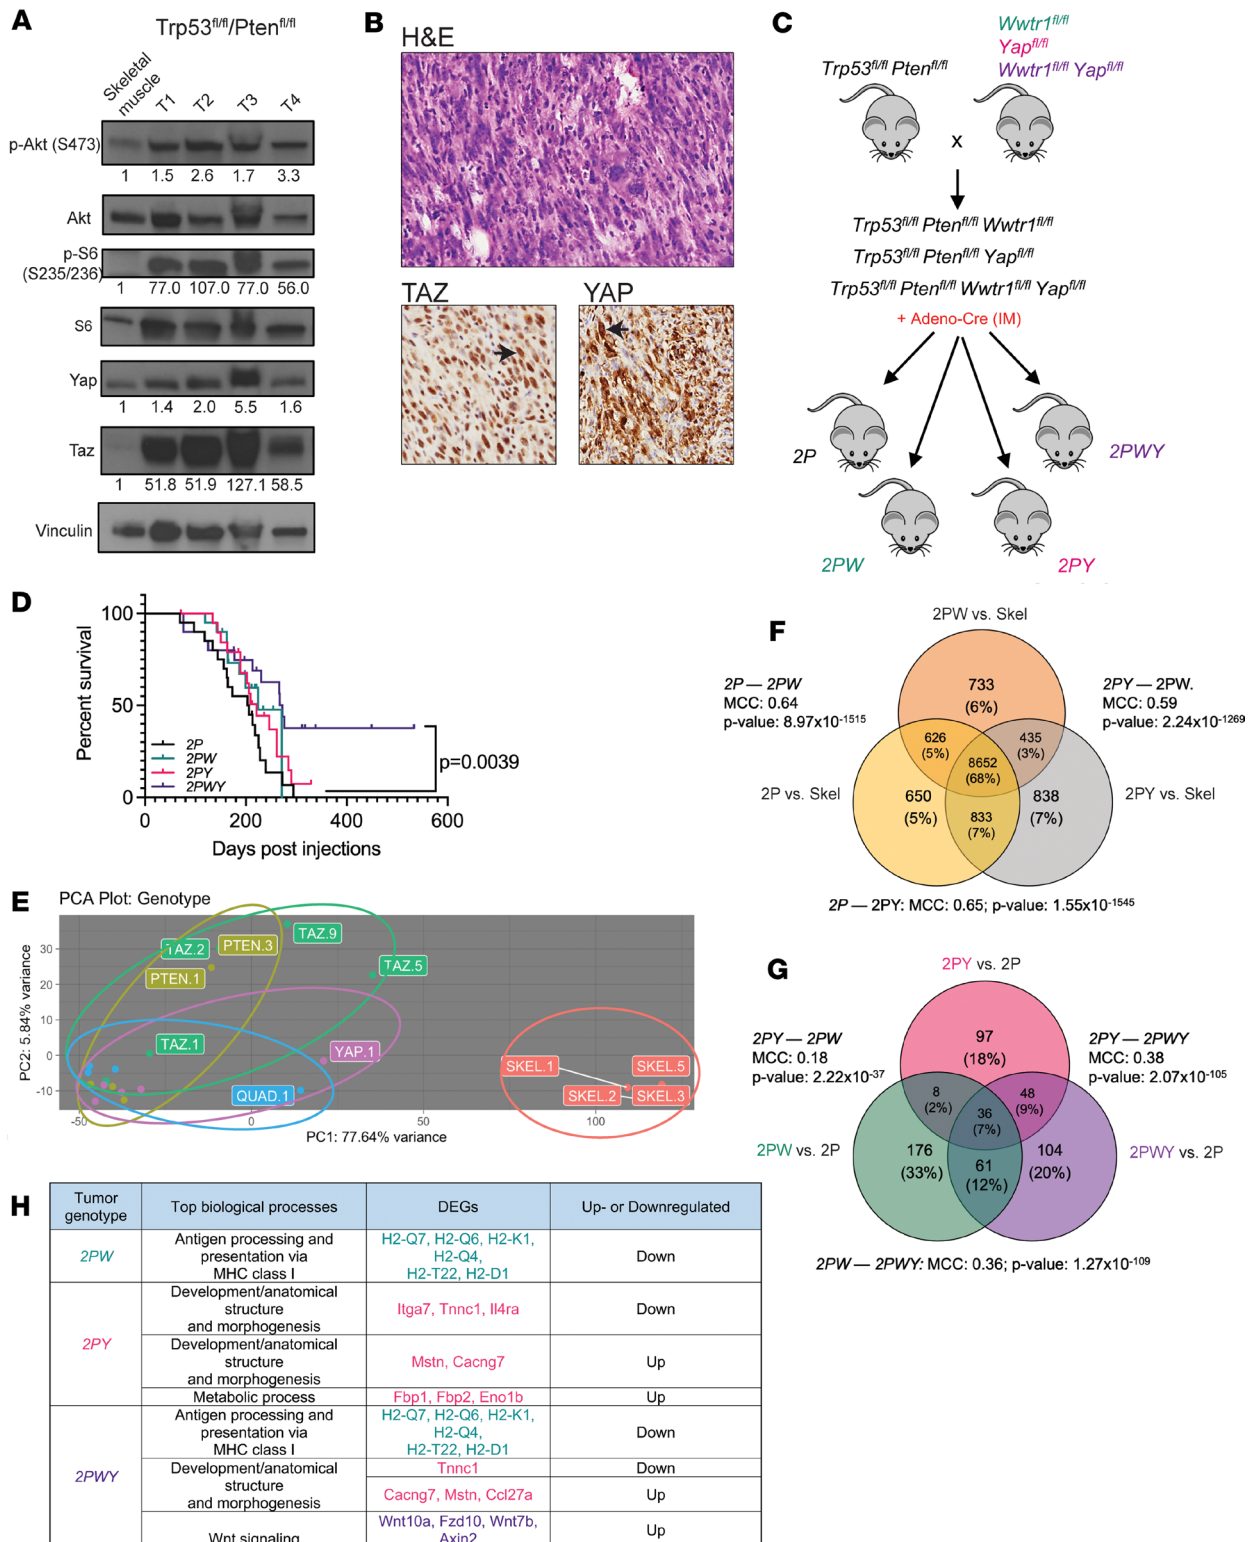 A
Trp53fl/fl/Ptenfl/fl
Skeletal
muscle
T1
T2
T3
T4
p-Akt (S473)
1 1.5 2.6 1.7 3.3
Akt
p-S6
(S235/236)
1 77.0 107.0 77.0 56.0
S6
Yap
1 1.4 2.0 5.5 1.6
Taz
1 51.8 51.9 127.1 58.5
Vinculin
B
H&E
TAZ
YAP
C
Wwtr1fl/fl
Yapfl/fl
Wwtr1fl/fl Yapfl/fl
Trp53fl/fl Ptenfl/fl
x
Trp53fl/fl Ptenfl/fl Wwtr1fl/fl
Trp53fl/fl Ptenfl/fl Yapfl/fl
Trp53fl/fl Ptenfl/fl Wwtr1fl/fl Yapfl/fl
+ Adeno-Cre (IM)
2P
2PWY
2PW
2PY
D
Percent survival
100
50
0
2P
2PW
2PY
2PWY
p=0.0039
0 200 400 600
Days post injections
E
PCA Plot: Genotype
PC2: 5.84% variance
30
20
10
0
-10
TAZ.9
TAZ.2
PTEN.3
TAZ.5
PTEN.1
TAZ.1
YAP.1
QUAD.1
SKEL.1
SKEL.5
SKEL.2
SKEL.3
-50 0 50 100
PC1: 77.64% variance
F
2PW vs. Skel
2P — 2PW
MCC: 0.64
p-value: 8.97x10-1515
2PY — 2PW.
MCC: 0.59
p-value: 2.24x10-1269
733
(6%)
626
(5%)
435
(3%)
8652
(68%)
2P vs. Skel
2PY vs. Skel
650
(5%)
838
(7%)
833
(7%)
2P — 2PY: MCC: 0.65; p-value: 1.55x10-1545
G
2PY vs. 2P
2PY — 2PW
MCC: 0.18
p-value: 2.22x10-37
2PY — 2PWY
MCC: 0.38
p-value: 2.07x10-105
97
(18%)
8
(2%)
48
(9%)
36
(7%)
2PW vs. 2P
2PWY vs. 2P
176
(33%)
104
(20%)
61
(12%)
2PW — 2PWY: MCC: 0.36; p-value: 1.27x10-109
H
Tumor
genotype
Top biological processes
DEGs
Up- or Downregulated
2PW
Antigen processing and
presentation via
MHC class I
H2-Q7, H2-Q6, H2-K1,
H2-Q4,
H2-T22, H2-D1
Down
2PY
Development/anatomical
structure
and morphogenesis
Itga7, Tnnc1, Il4ra
Down
Development/anatomical
structure
and morphogenesis
Mstn, Cacng7
Up
Metabolic process
Fbp1, Fbp2, Eno1b
Up
2PWY
Antigen processing and
presentation via
MHC class I
H2-Q7, H2-Q6, H2-K1,
H2-Q4,
H2-T22, H2-D1
Down
Development/anatomical
structure
and morphogenesis
Tnnc1
Down
Cacng7, Mstn, Ccl27a
Up
Wnt signaling
Wnt10a, Fzd10, Wnt7b,
Axin2
Up